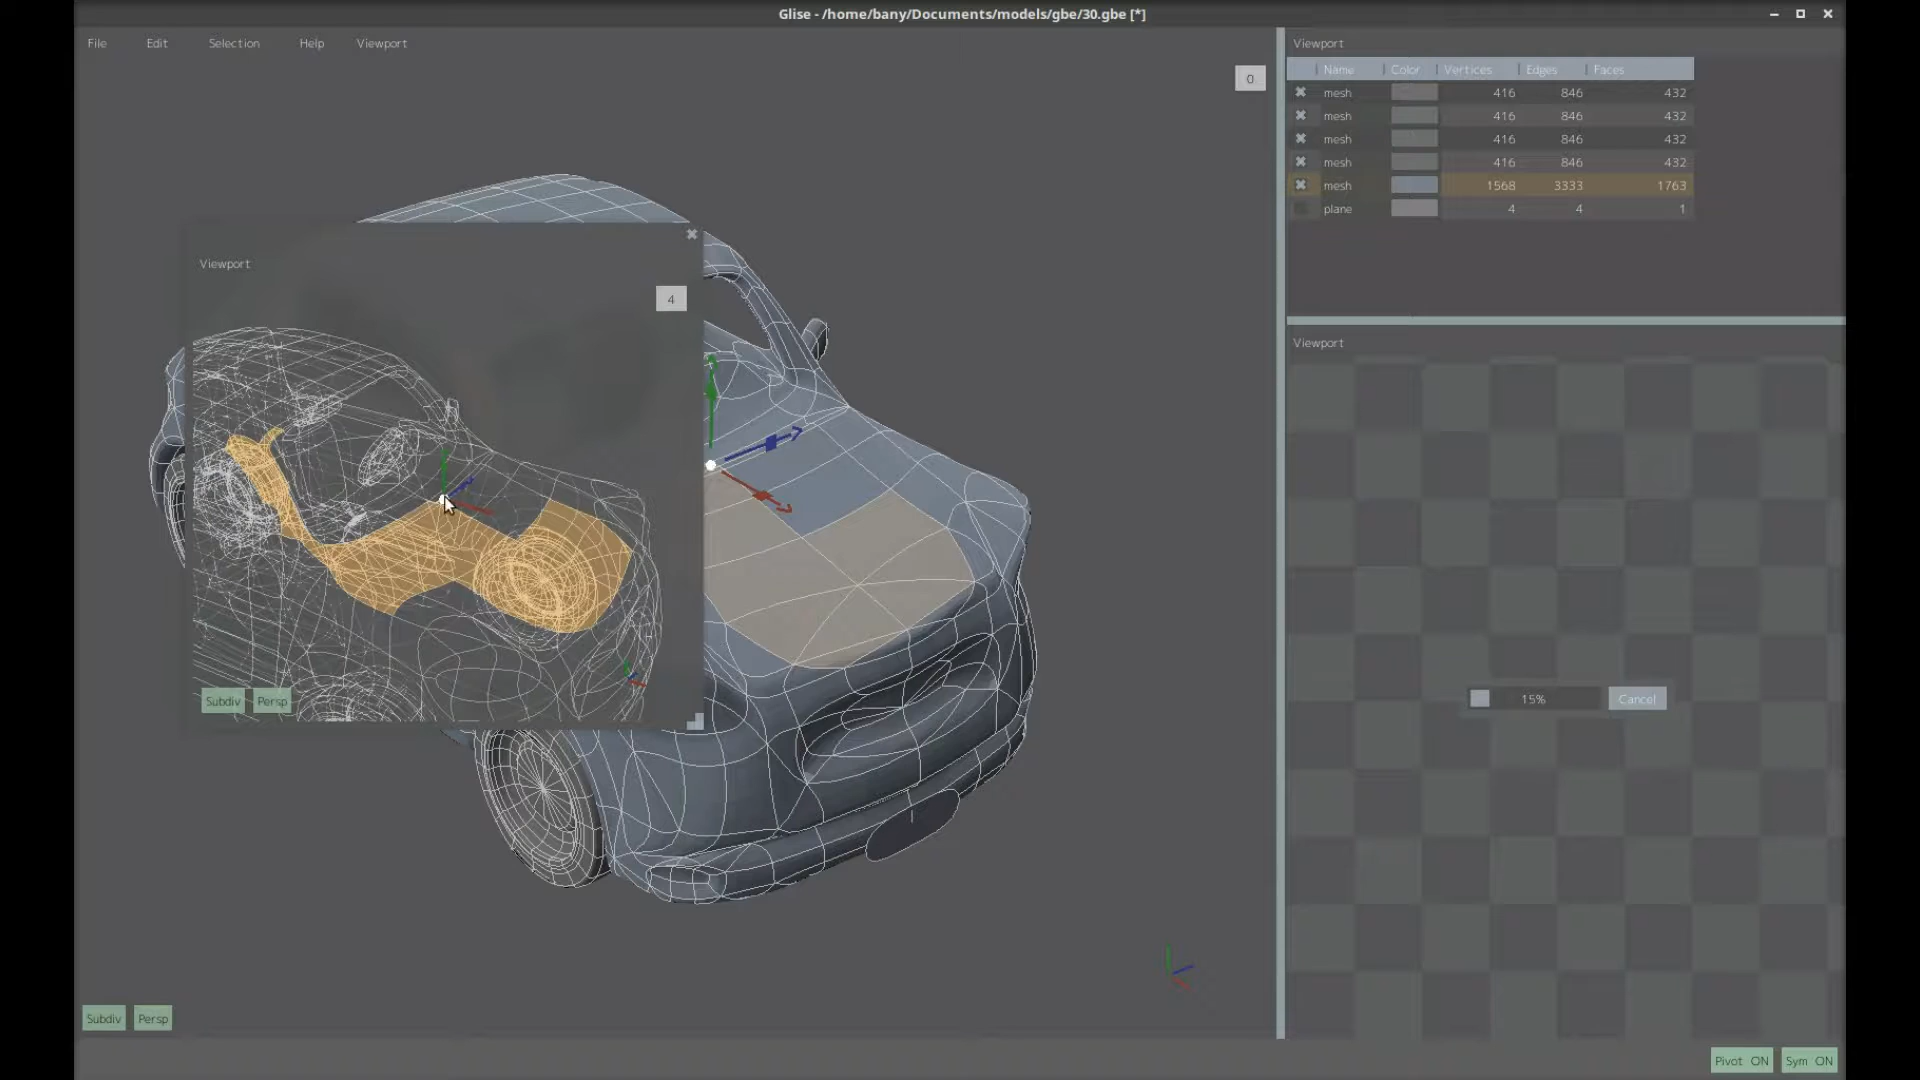 Glise - /home/bany/Documents/models/gbe/30.gbe [*]
File Edit Selection Help Viewport
0
Viewport
4
Subdiv Persp
Subdiv Persp
Viewport
Name Color Vertices Edges Faces
mesh 416 846 432
mesh 416 846 432
mesh 416 846 432
mesh 416 846 432
mesh 1568 3333 1763
plane 4 4 1
Viewport
15% Cancel
Pivot ON Sym ON